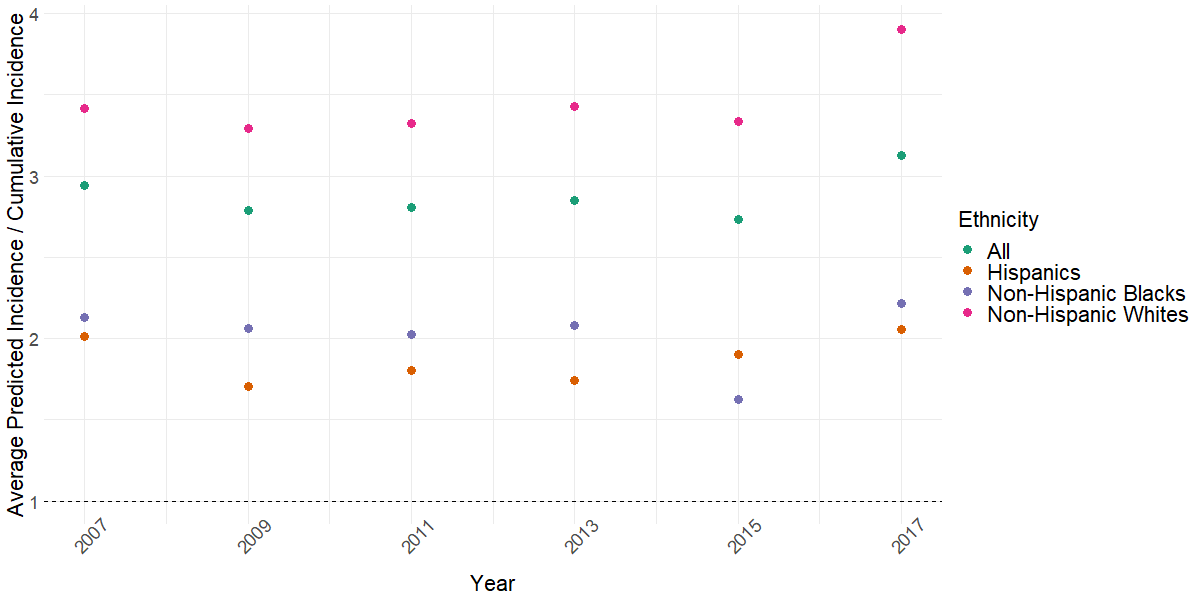 Average Predicted Incidence / Cumulative Incidence
4
3
2
1
2007
2009
2011
2013
2015
2017
Year
Ethnicity
All
Hispanics
Non-Hispanic Blacks
Non-Hispanic Whites